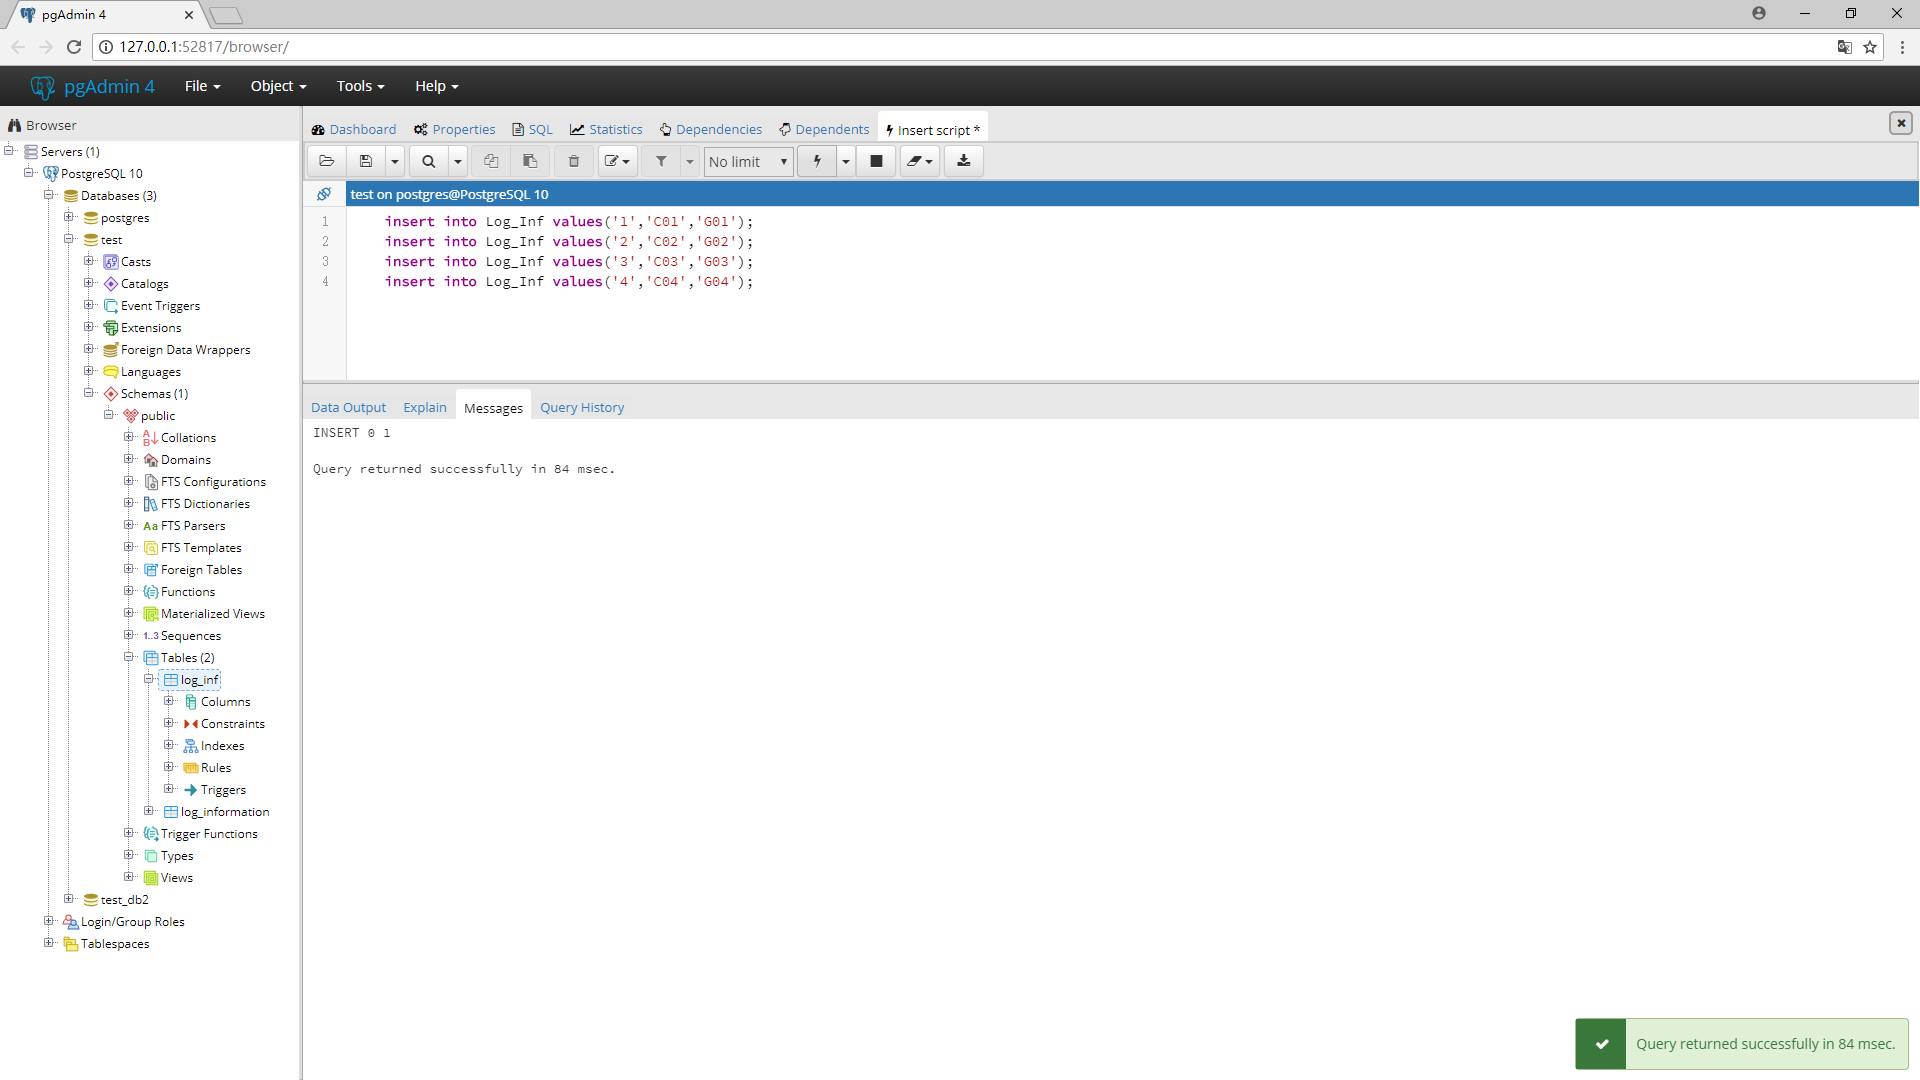 pgAdmin 4
127.0.0.1:52817/browser/
pgAdmin 4 File Object Tools Help
Browser
Servers (1)
PostgreSQL 10
Databases (3)
postgres
test
Casts
Catalogs
Event Triggers
Extensions
Foreign Data Wrappers
Languages
Schemas (1)
public
Collations
Domains
FTS Configurations
FTS Dictionaries
Aa FTS Parsers
FTS Templates
Foreign Tables
Functions
Materialized Views
1..3 Sequences
Tables (2)
log_inf
Columns
Constraints
Indexes
Rules
Triggers
log_information
Trigger Functions
Types
Views
test_db2
Login/Group Roles
Tablespaces
Dashboard Properties SQL Statistics Dependencies Dependents Insert script *
No limit
test on postgres@PostgreSQL 10
1 insert into Log_Inf values('1','C01','G01');
2 insert into Log_Inf values('2','C02','G02');
3 insert into Log_Inf values('3','C03','G03');
4 insert into Log_Inf values('4','C04','G04');
Data Output Explain Messages Query History
INSERT 0 1
Query returned successfully in 84 msec.
Query returned successfully in 84 msec.